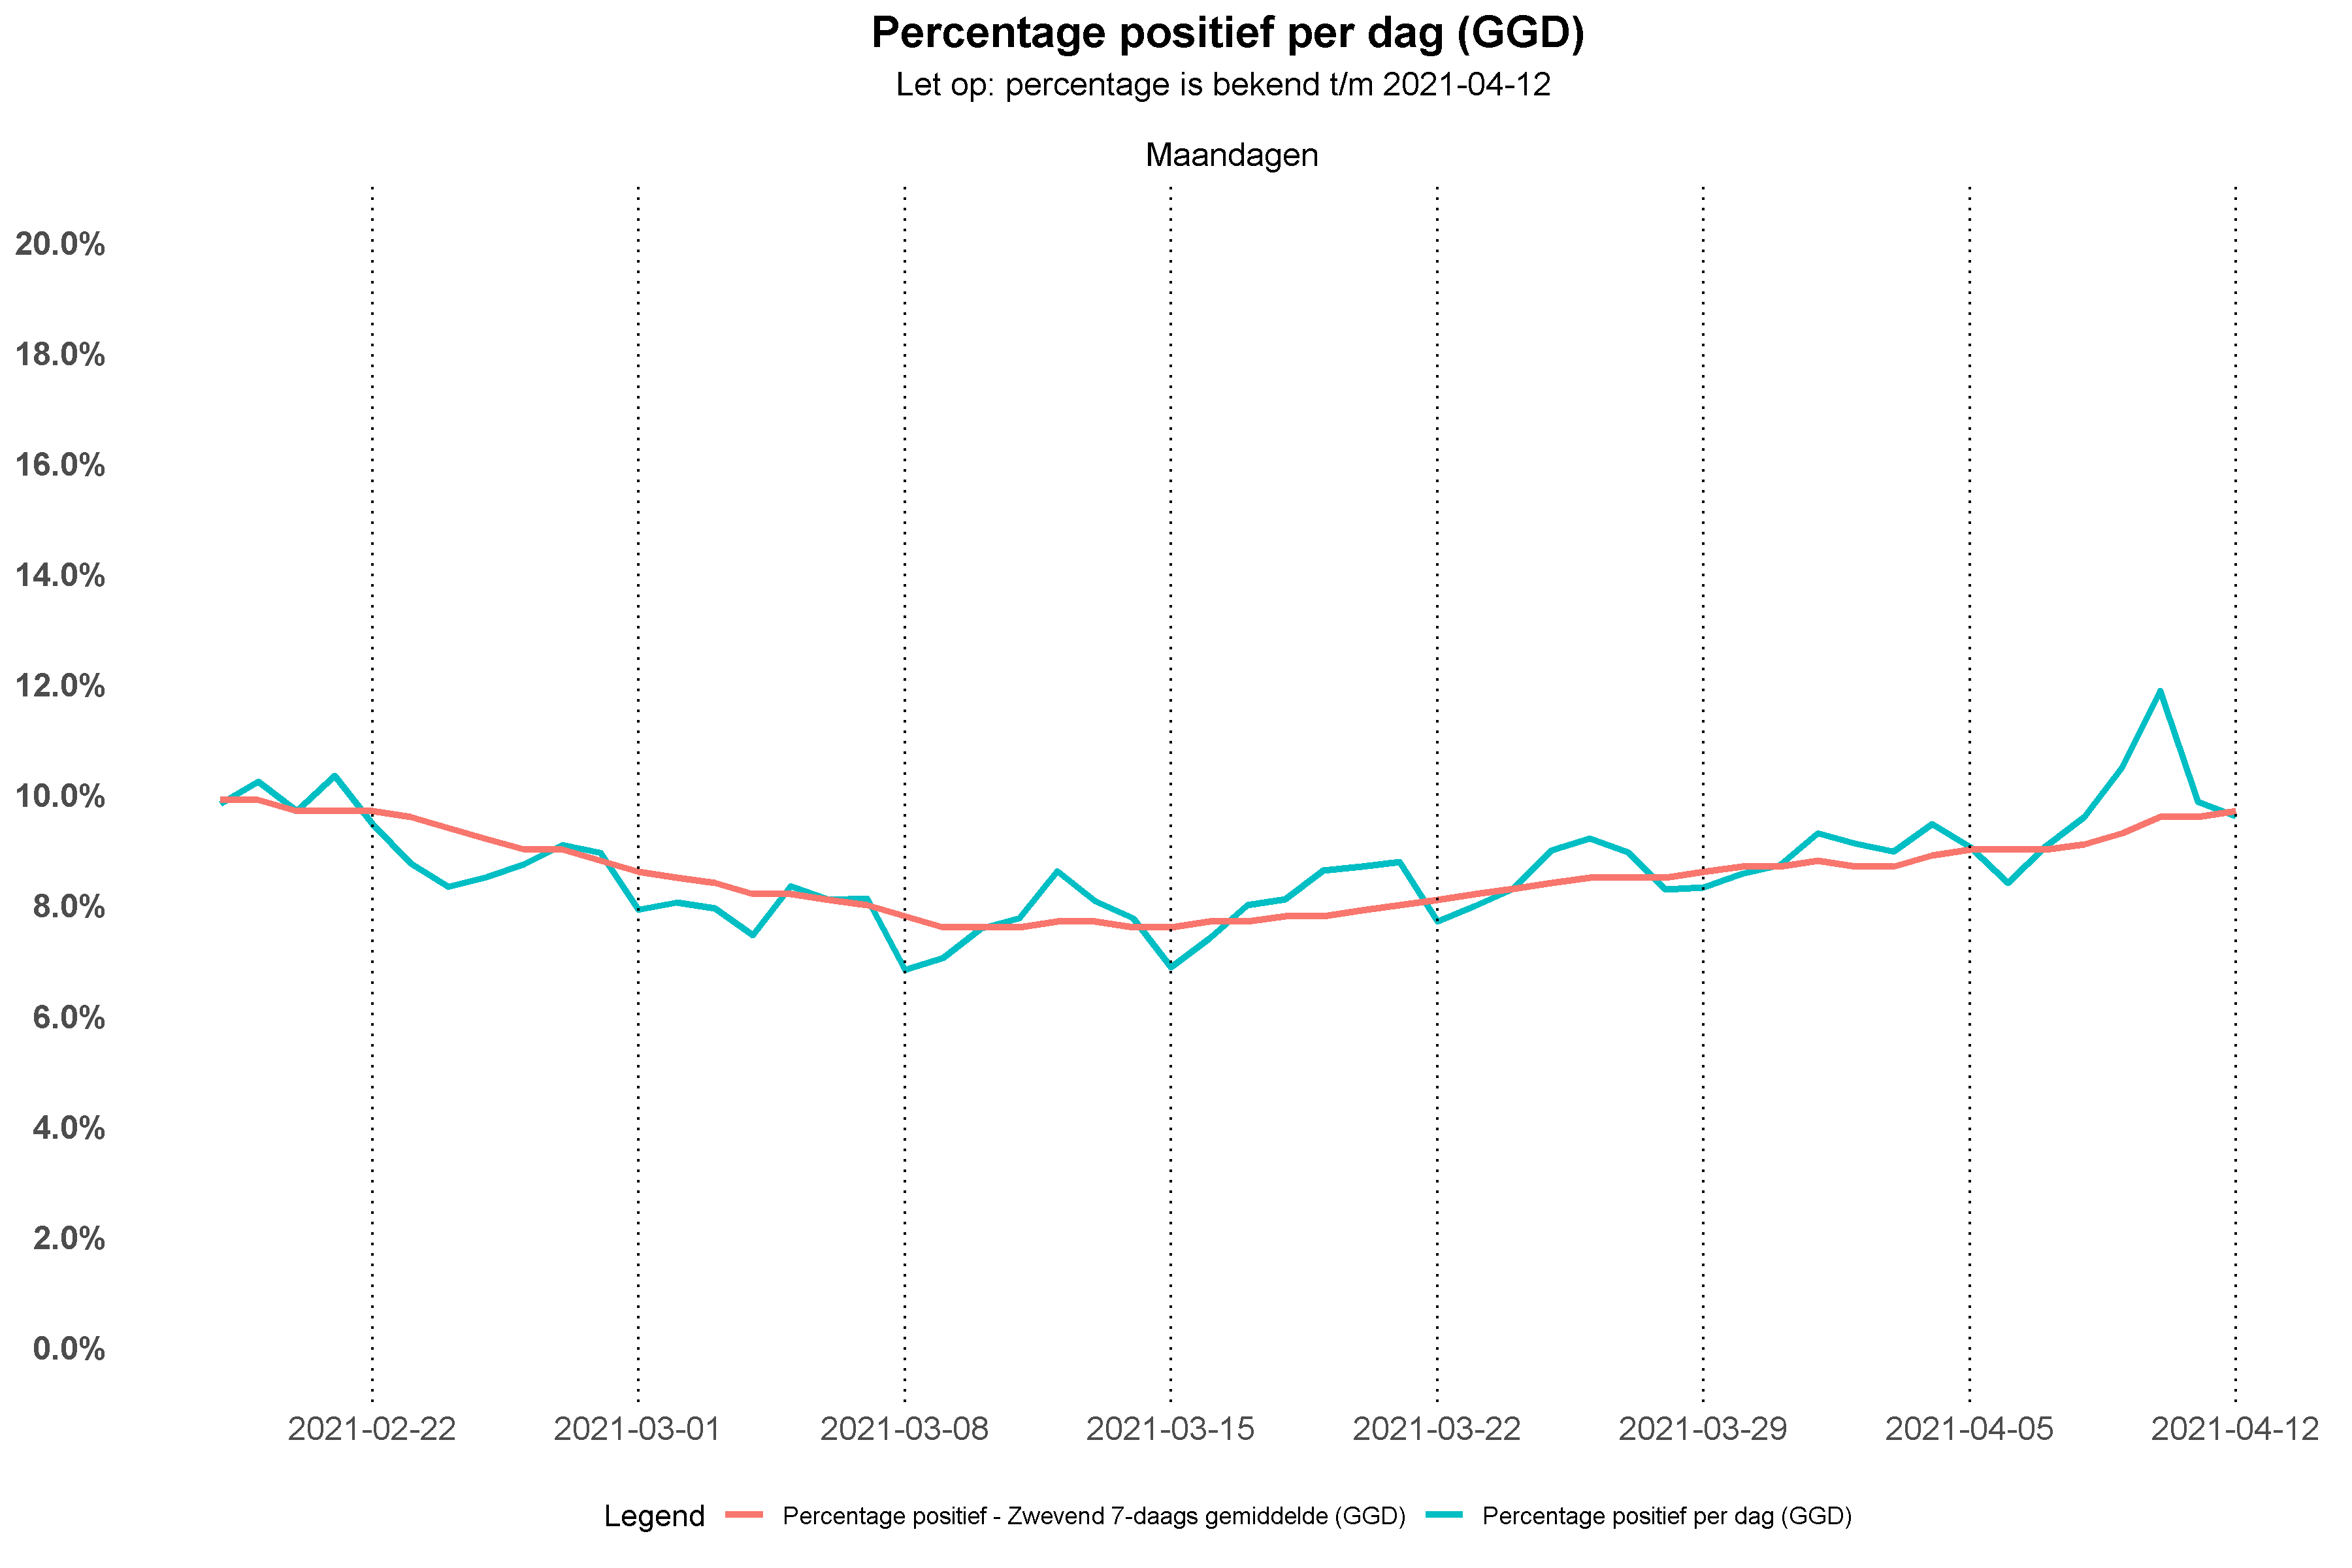 Percentage positief per dag (GGD)
Let op: percentage is bekend t/m 2021-04-12
Maandagen
20.0%
18.0%
16.0%
14.0%
12.0%
10.0%
8.0%
6.0%
4.0%
2.0%
0.0%
2021-02-22 2021-03-01 2021-03-08 2021-03-15 2021-03-22 2021-03-29 2021-04-05 2021-04-12
Legend Percentage positief - Zwevend 7-daags gemiddelde (GGD) Percentage positief per dag (GGD)